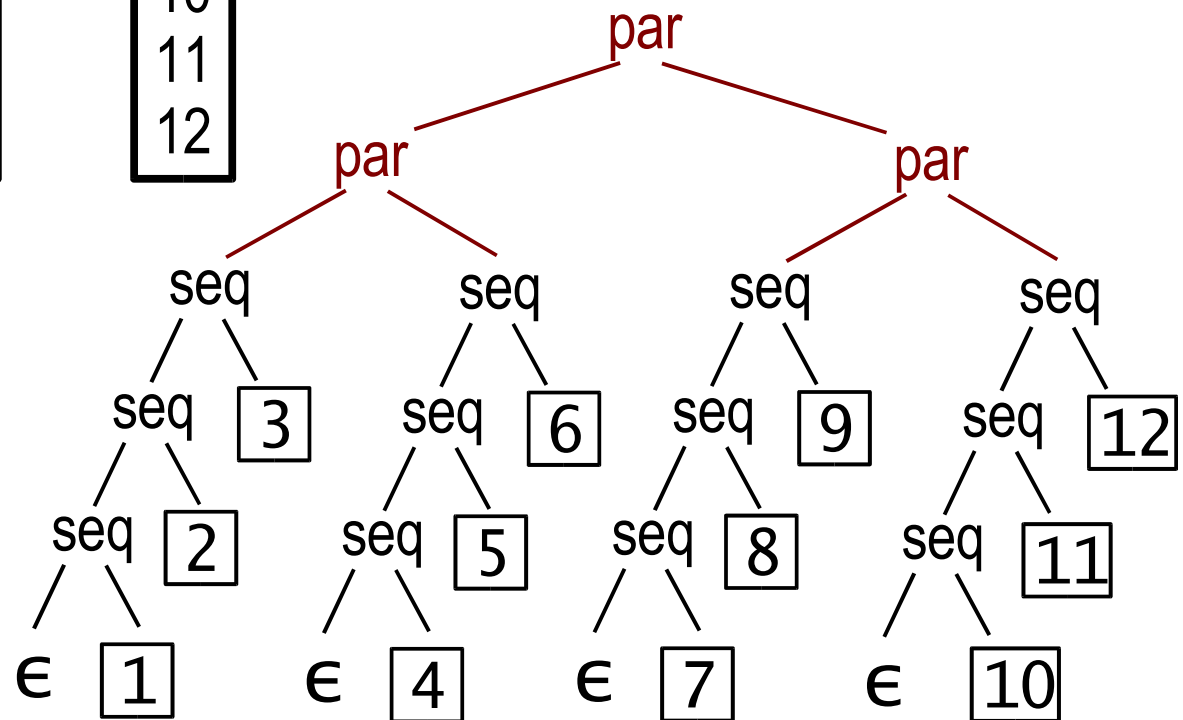 10
11
12
par
par par
seq seq seq seq
seq 3 seq 6 seq 9 seq 12
seq 2 seq 5 seq 8 seq 11
ϵ 1 ϵ 4 ϵ 7 ϵ 10